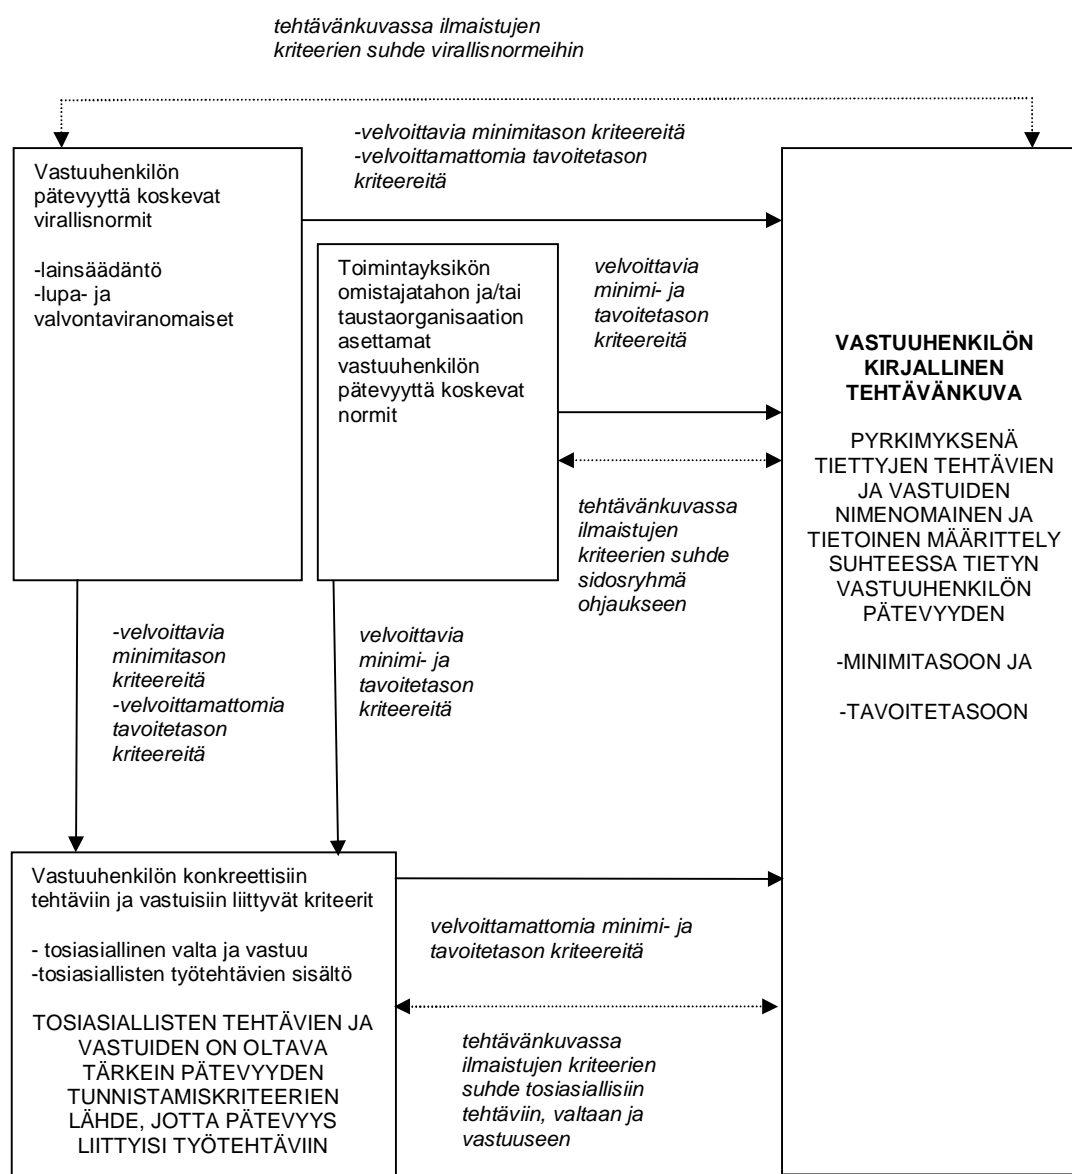 tehtävänkuvassa ilmaistujen
kriteerien suhde virallisnormeihin
-velvoittavia minimitason kriteereitä
-velvoittamattomia tavoitetason
kriteereitä
Vastuuhenkilön
pätevyyttä koskevat
virallisnormit
-lainsäädäntö
-lupa- ja
valvontaviranomaiset
Toimintayksikön
omistajatahon ja/tai
taustaorganisaation
asettamat
vastuuhenkilön
pätevyyttä koskevat
normit
velvoittavia
minimi- ja
tavoitetason
kriteereitä
tehtävänkuvassa
ilmaistujen
kriteerien suhde
sidosryhmä
ohjaukseen
VASTUUHENKILÖN
KIRJALLINEN
TEHTÄVÄNKUVA
PYRKIMYKSENÄ
TIETTYJEN TEHTÄVIEN
JA VASTUIDEN
NIMENOMAINEN JA
TIETOINEN MÄÄRITTELY
SUHTEESSA TIETYN
VASTUUHENKILÖN
PÄTEVYYDEN
-MINIMITASOON JA
-TAVOITETASOON
-velvoittavia
minimitason
kriteereitä
-velvoittamattomia
tavoitetason
kriteereitä
velvoittavia
minimi- ja
tavoitetason
kriteereitä
Vastuuhenkilön konkreettisiin
tehtäviin ja vastuisiin liittyvät kriteerit
- tosiasiallinen valta ja vastuu
-tosiasiallisten työtehtävien sisältö
TOSIASIALLISTEN TEHTÄVIEN JA
VASTUIDEN ON OLTAVA
TÄRKEIN PÄTEVYYDEN
TUNNISTAMISKRITEERIEN
LÄHDE, JOTTA PÄTEVYYS
LIITTYISI TYÖTEHTÄVIIN
velvoittamattomia minimi- ja
tavoitetason kriteereitä
tehtävänkuvassa
ilmaistujen kriteerien
suhde tosiasiallisiin
tehtäviin, valtaan ja
vastuuseen